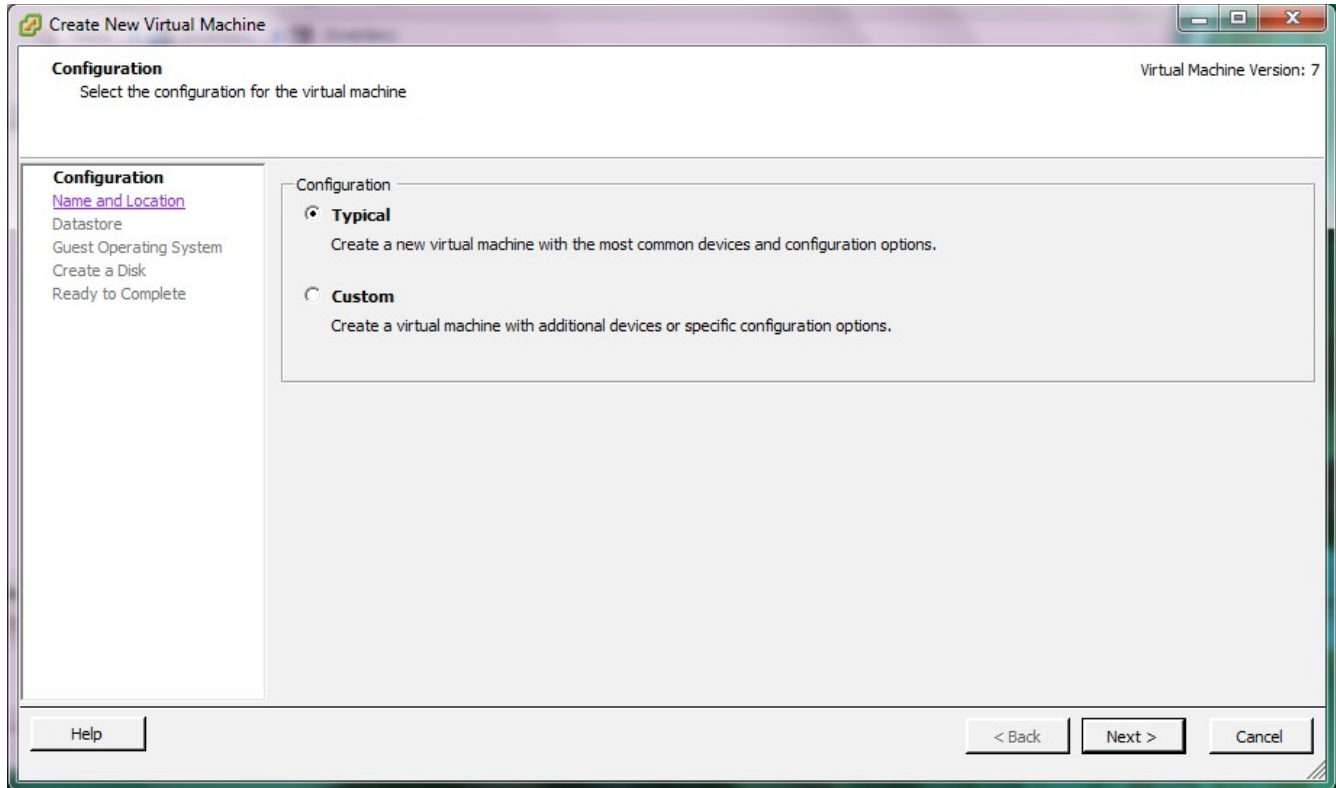 Create New Virtual Machine
Configuration
Select the configuration for the virtual machine
Virtual Machine Version: 7
Configuration
Name and Location
Datastore
Guest Operating System
Create a Disk
Ready to Complete
Configuration
Typical
Create a new virtual machine with the most common devices and configuration options.
Custom
Create a virtual machine with additional devices or specific configuration options.
Help
< Back
Next >
Cancel